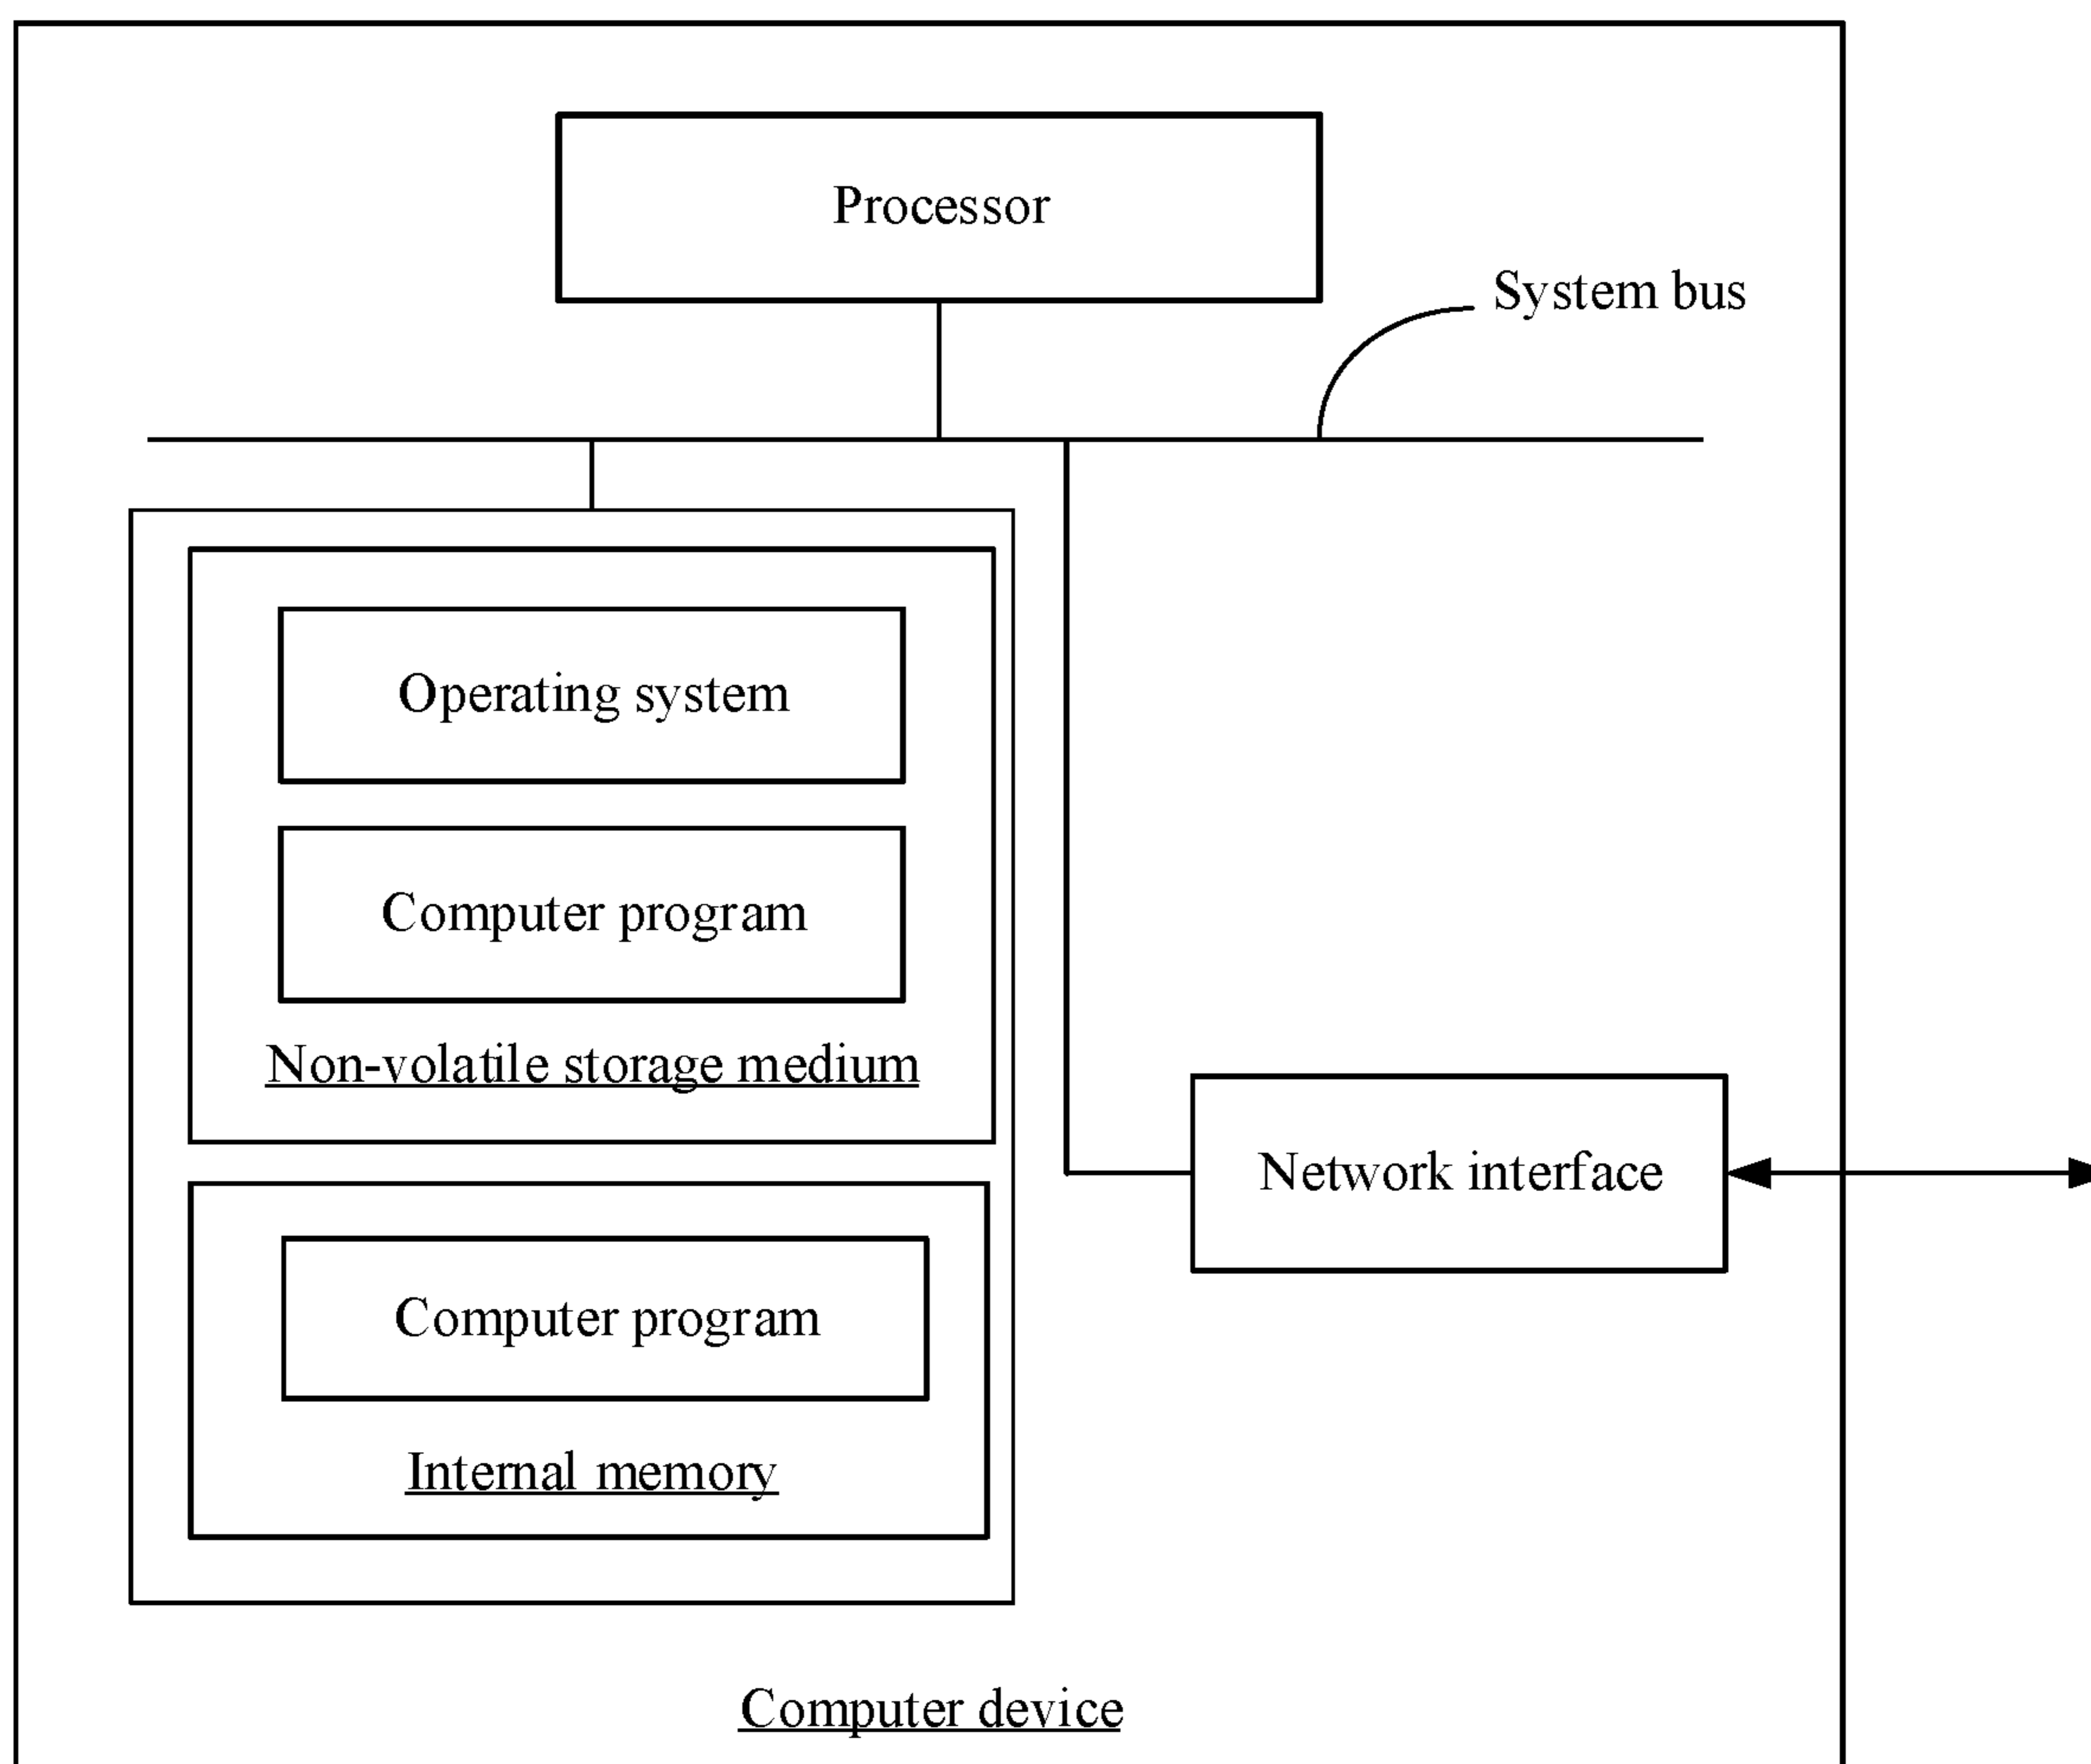 Processor
System bus
Operating system
Computer program
Non-volatile storage medium
Network interface
Computer program
Internal memory
Computer device